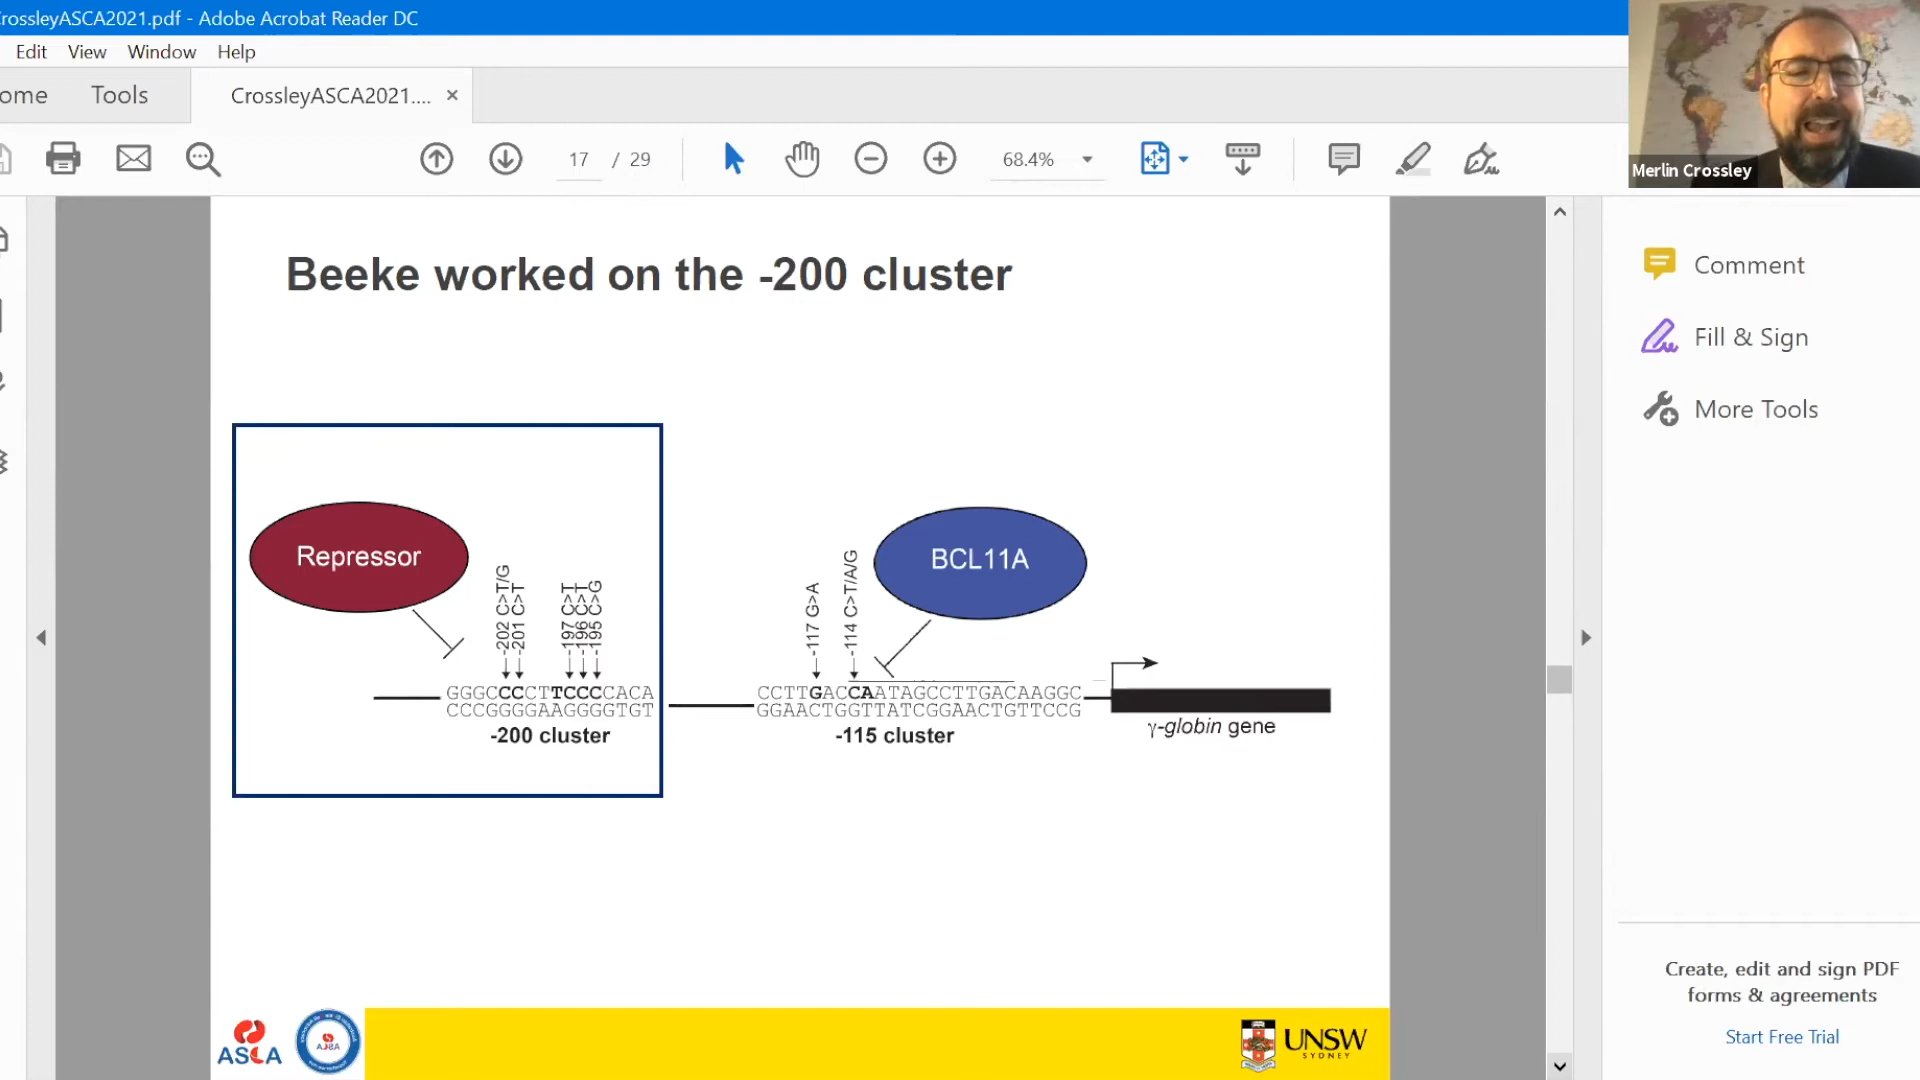 rossleyASCA2021.pdf - Adobe Acrobat Reader DC
Edit View Window Help
ome Tools CrossleyASCA2021....
17 / 29 68.4%
Merlin Crossley
Comment
Fill & Sign
More Tools
Create, edit and sign PDF
forms & agreements
Start Free Trial
Beeke worked on the -200 cluster
Repressor
-202 C>T/G
-201 C>T
-197 C>T
-196 C>T
-195 C>G
GGGCCCCTTCCCCACA
CCCGGGGAAGGGGTGT
-200 cluster
-117 G>A
-114 C>T/A/G
BCL11A
CCTTGACCAATAGCCTTGACAAGGC
GGAACTGGTTATCGGAACTGTTCCG
-115 cluster
γ-globin gene
ASCA
ASCA
UNSW
SYDNEY